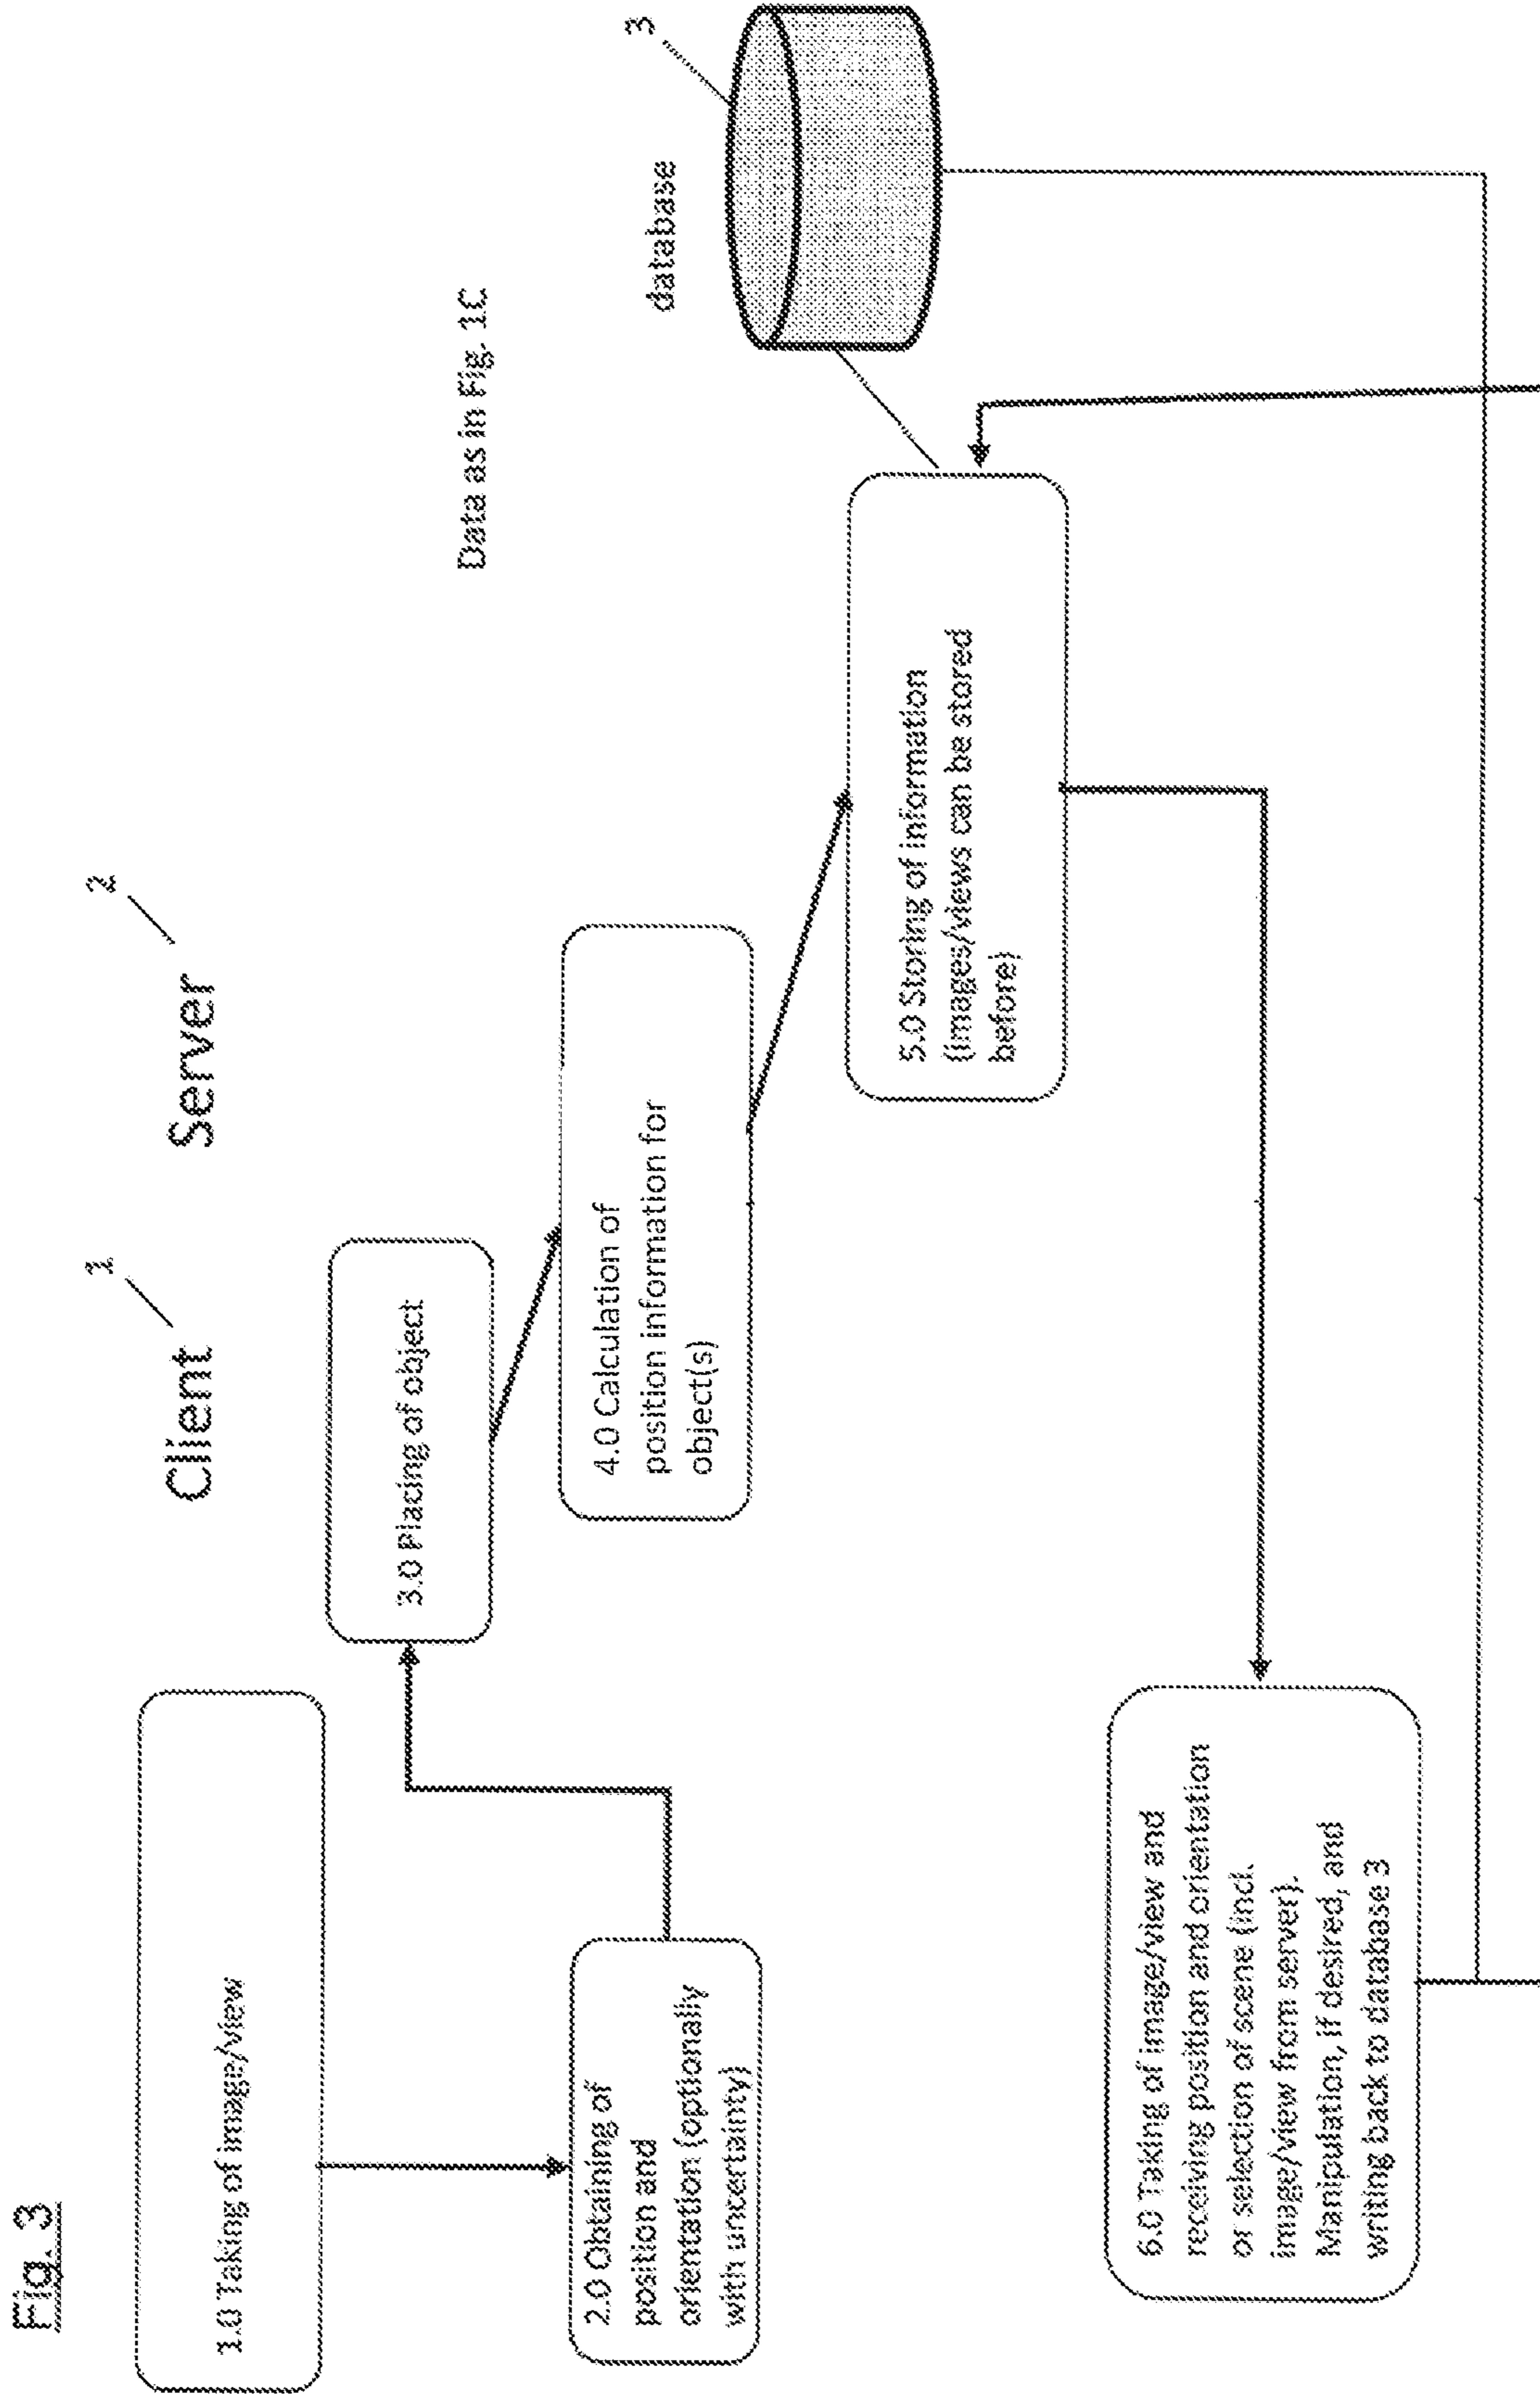 Fig. 3
Client
1
Server
2
1.0 Taking of image/view
2.0 Obtaining of
position and
orientation (optionally
with uncertainty)
3.0 Placing of object
4.0 Calculation of
position information for
object(s)
Data as in Fig. 1C
database
3
5.0 Storing of information
(images/views can be stored
before)
6.0 Taking of image/view and
receiving position and orientation
or selection of scene (incl.
image/view from server).
Manipulation, if desired, and
writing back to database 3